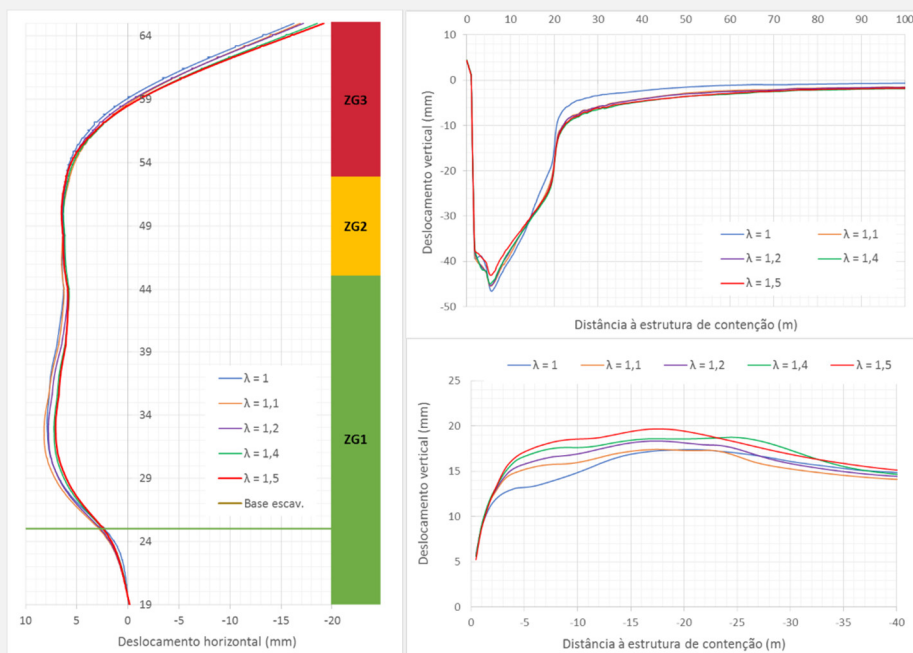 64
59
54
49
44
39
34
29
24
19
ZG3
ZG2
ZG1
λ = 1
λ = 1,1
λ = 1,2
λ = 1,4
λ = 1,5
Base escav.
10 5 0 -5 -10 -15 -20
Deslocamento horizontal (mm)
0 10 20 30 40 50 60 70 80 90 100
10
0
-10
-20
-30
-40
-50
Deslocamento vertical (mm)
λ = 1 λ = 1,1
λ = 1,2 λ = 1,4
λ = 1,5
Distância à estrutura de contenção (m)
λ = 1 λ = 1,1 λ = 1,2 λ = 1,4 λ = 1,5
25
20
15
10
5
0
Deslocamento vertical (mm)
0 -5 -10 -15 -20 -25 -30 -35 -40
Distância à estrutura de contenção (m)